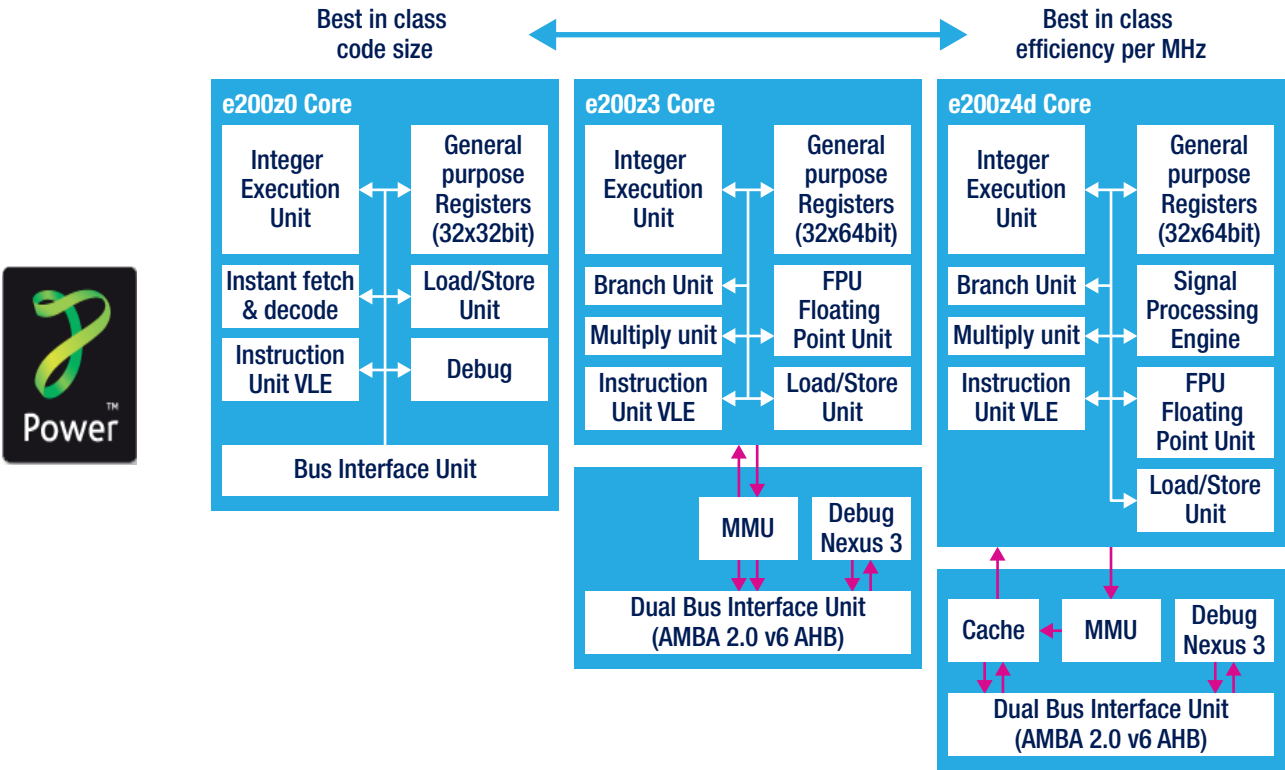 Best in class
code size
Best in class
efficiency per MHz
e200z0 Core
Integer
Execution
Unit
General
purpose
Registers
(32x32bit)
Instant fetch
& decode
Load/Store
Unit
Instruction
Unit VLE
Debug
Bus Interface Unit
e200z3 Core
Integer
Execution
Unit
General
purpose
Registers
(32x64bit)
Branch Unit
FPU
Floating
Point Unit
Multiply unit
Instruction
Unit VLE
Load/Store
Unit
MMU
Debug
Nexus 3
Dual Bus Interface Unit
(AMBA 2.0 v6 AHB)
e200z4d Core
Integer
Execution
Unit
General
purpose
Registers
(32x64bit)
Branch Unit
Signal
Processing
Engine
Multiply unit
Instruction
Unit VLE
FPU
Floating
Point Unit
Load/Store
Unit
Cache
MMU
Debug
Nexus 3
Dual Bus Interface Unit
(AMBA 2.0 v6 AHB)
Power™